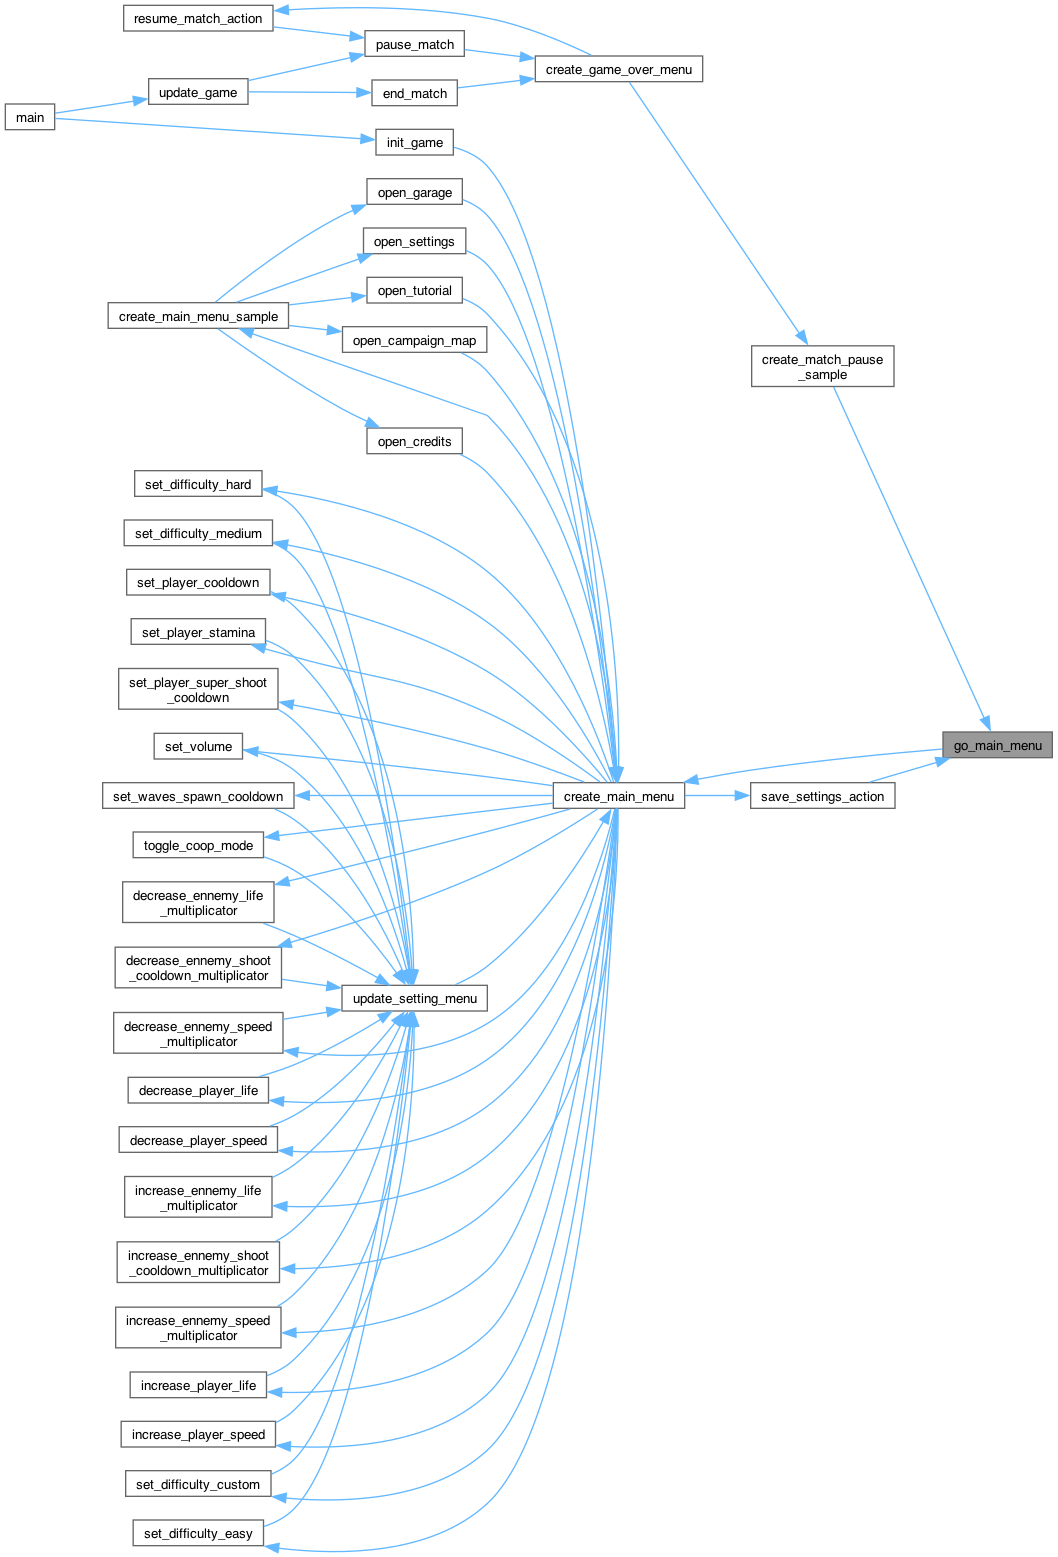 resume_match_action
pause_match
create_game_over_menu
update_game
end_match
main
init_game
open_garage
open_settings
open_tutorial
create_main_menu_sample
open_campaign_map
create_match_pause
_sample
open_credits
set_difficulty_hard
set_difficulty_medium
set_player_cooldown
set_player_stamina
set_player_super_shoot
_cooldown
set_volume
go_main_menu
set_waves_spawn_cooldown
create_main_menu
save_settings_action
toggle_coop_mode
decrease_ennemy_life
_multiplicator
decrease_ennemy_shoot
_cooldown_multiplicator
update_setting_menu
decrease_ennemy_speed
_multiplicator
decrease_player_life
decrease_player_speed
increase_ennemy_life
_multiplicator
increase_ennemy_shoot
_cooldown_multiplicator
increase_ennemy_speed
_multiplicator
increase_player_life
increase_player_speed
set_difficulty_custom
set_difficulty_easy